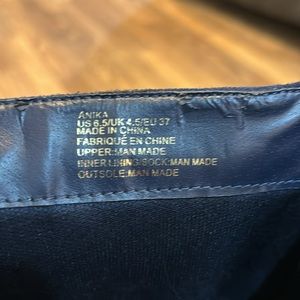 ANIKA
US 6.5/UK 4.5/EU 37
MADE IN CHINA
FABRIQUÉ EN CHINE
UPPER:MAN MADE
INNER LINING/SOCK:MAN MADE
OUTSOLE:MAN MADE